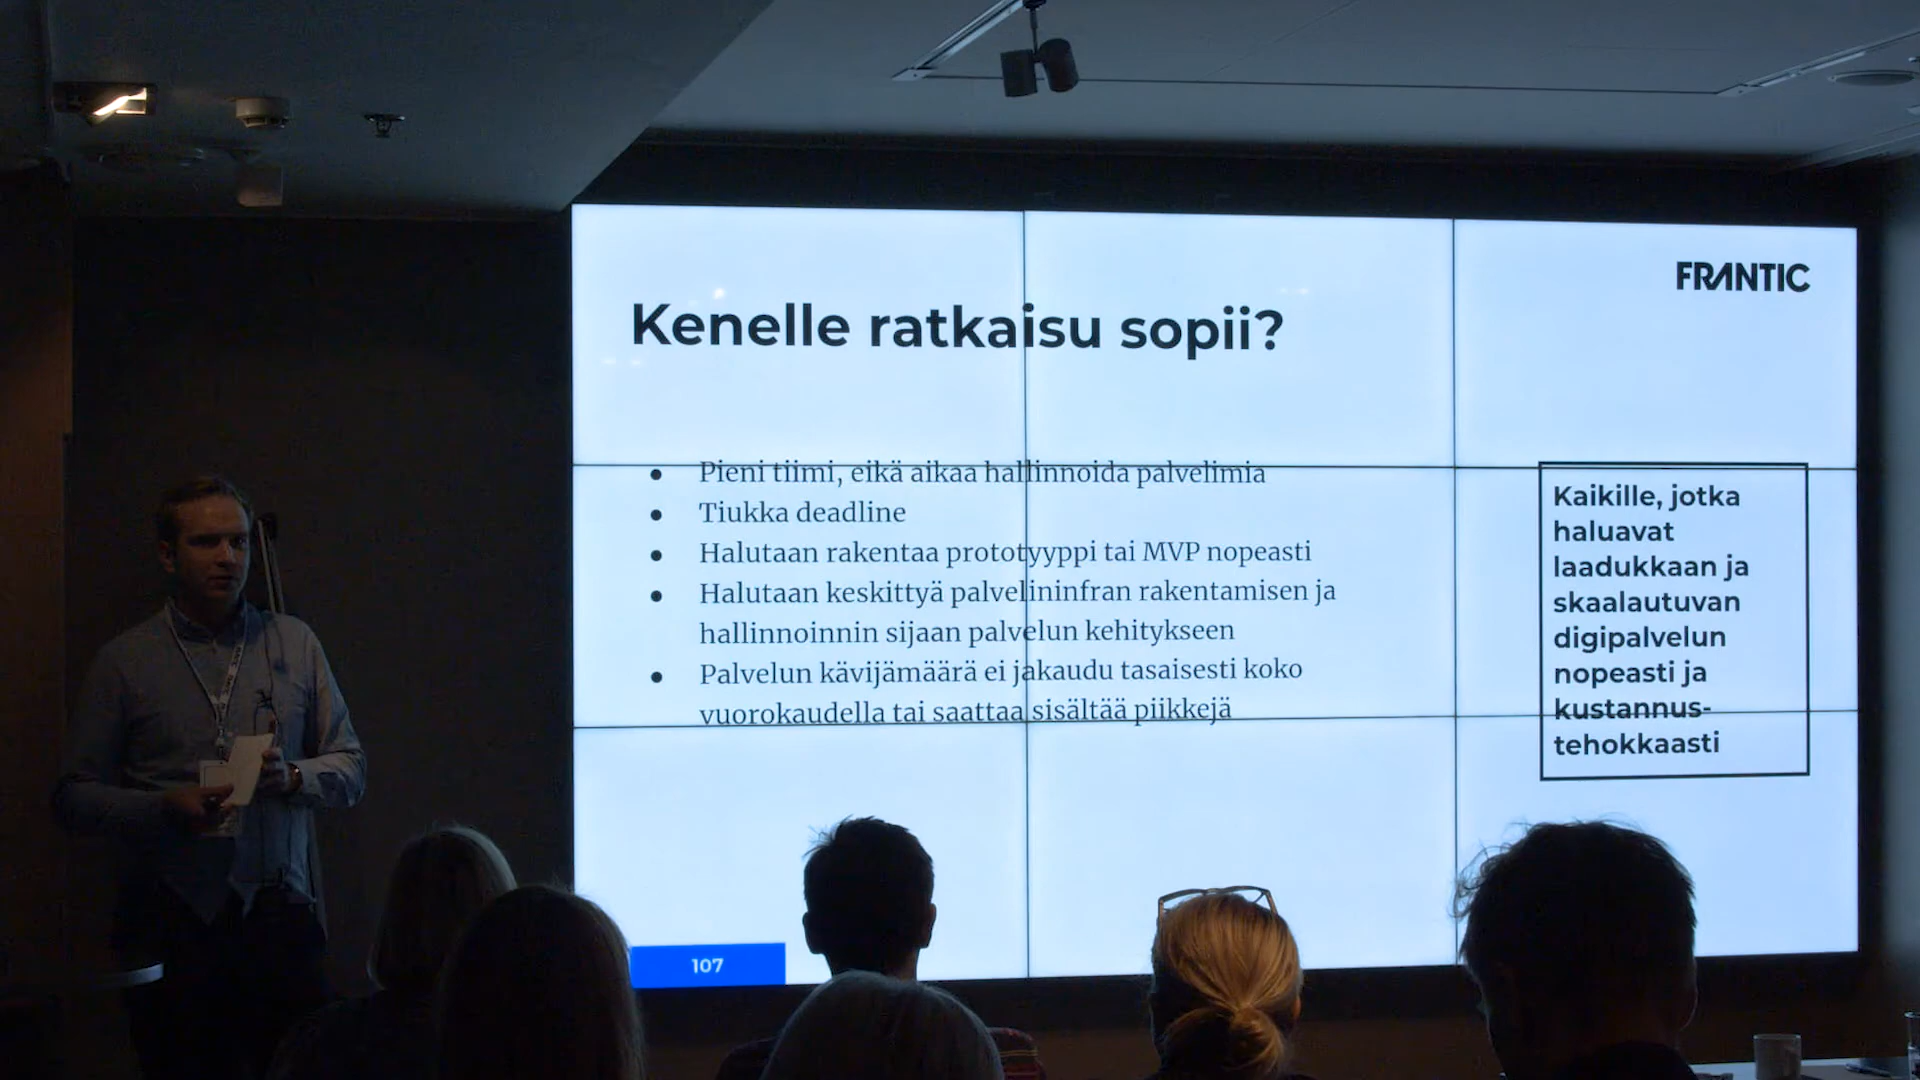 FRANTIC
Kenelle ratkaisu sopii?
Pieni tiimi, eikä aikaa hallinnoida palvelimia
Tiukka deadline
Halutaan rakentaa prototyyppi tai MVP nopeasti
Halutaan keskittyä palvelininfran rakentamisen ja
hallinnoinnin sijaan palvelun kehitykseen
Palvelun kävijämäärä ei jakaudu tasaisesti koko
vuorokaudella tai saattaa sisältää piikkejä
Kaikille, jotka
haluavat
laadukkaan ja
skaalautuvan
digipalvelun
nopeasti ja
kustannus-
tehokkaasti
107